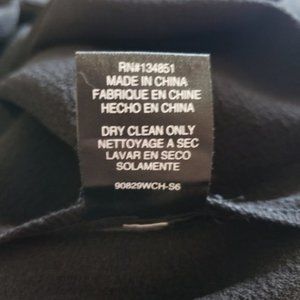 RN#134851
MADE IN CHINA
FABRIQUE EN CHINE
HECHO EN CHINA
DRY CLEAN ONLY
NETTOYAGE A SEC
LAVAR EN SECO
SOLAMENTE
90829WCH-S6